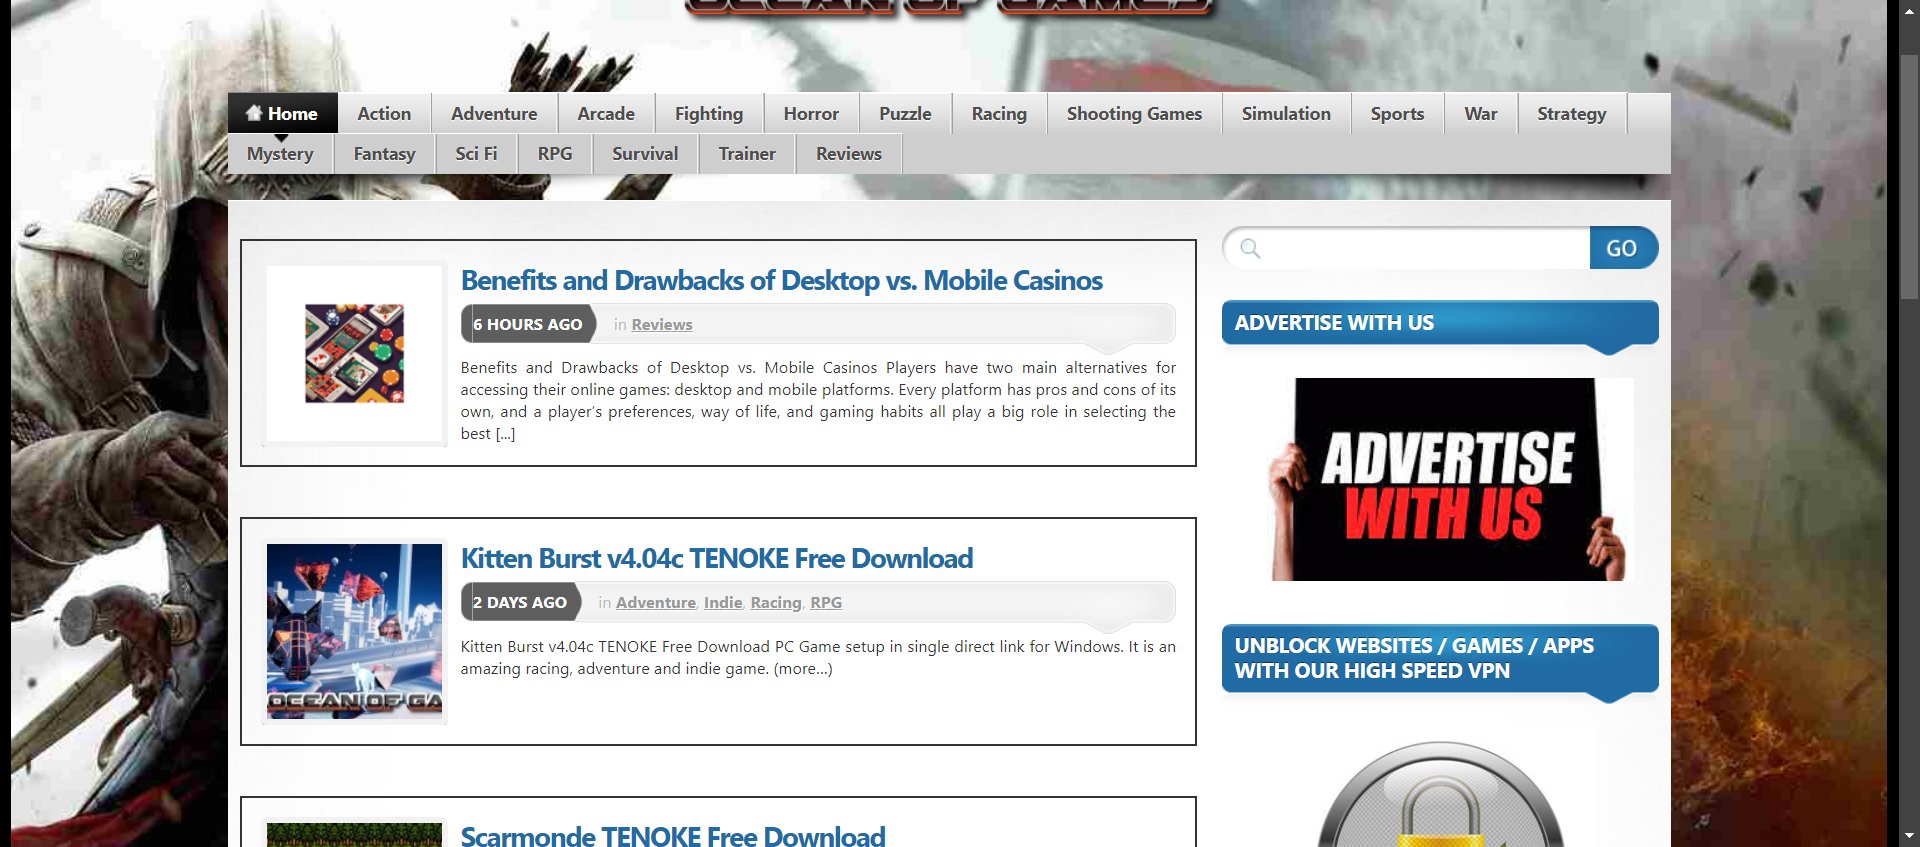 OCEAN OF GAMES
Home Action Adventure Arcade Fighting Horror Puzzle Racing Shooting Games Simulation Sports War Strategy
Mystery Fantasy Sci Fi RPG Survival Trainer Reviews
GO
Benefits and Drawbacks of Desktop vs. Mobile Casinos
6 HOURS AGO in Reviews
Benefits and Drawbacks of Desktop vs. Mobile Casinos Players have two main alternatives for
accessing their online games: desktop and mobile platforms. Every platform has pros and cons of its
own, and a player’s preferences, way of life, and gaming habits all play a big role in selecting the
best [...]
ADVERTISE WITH US
ADVERTISE
WITH US
Kitten Burst v4.04c TENOKE Free Download
2 DAYS AGO in Adventure, Indie, Racing, RPG
Kitten Burst v4.04c TENOKE Free Download PC Game setup in single direct link for Windows. It is an
amazing racing, adventure and indie game. (more...)
OCEAN OF GA
UNBLOCK WEBSITES / GAMES / APPS
WITH OUR HIGH SPEED VPN
Scarmonde TENOKE Free Download